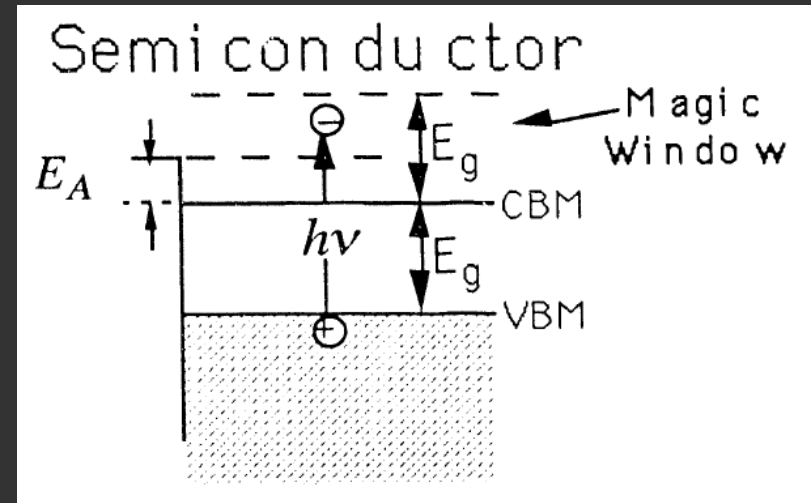 Semiconductor
Magic
Window
E_A
E_g
CBM
hν
E_g
VBM